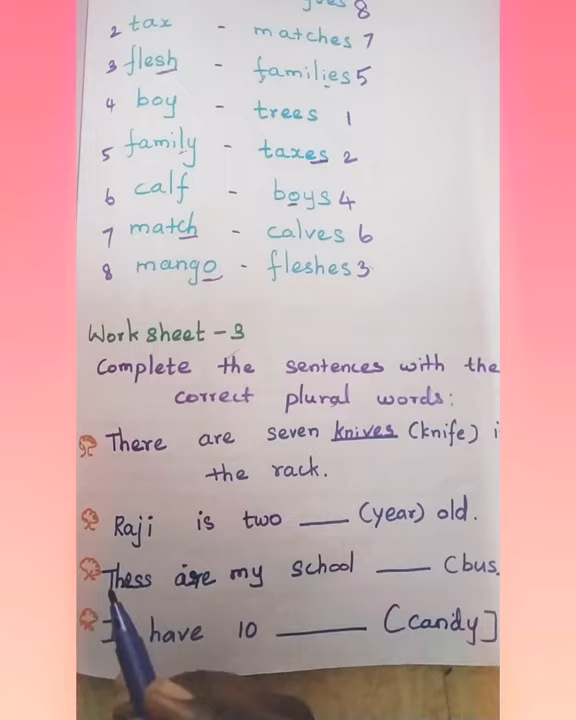 8
2 tax - matches 7
3 flesh - families 5
4 boy - trees 1
5 family - taxes 2
6 calf - boys 4
7 match - calves 6
8 mango - fleshes 3
Work sheet - 3
Complete the sentences with the
correct plural words:
There are seven knives (knife) i
the rack.
Raji is two ___ (year) old.
Thess are my school ___ (bus.
I have 10 ___ (candy]